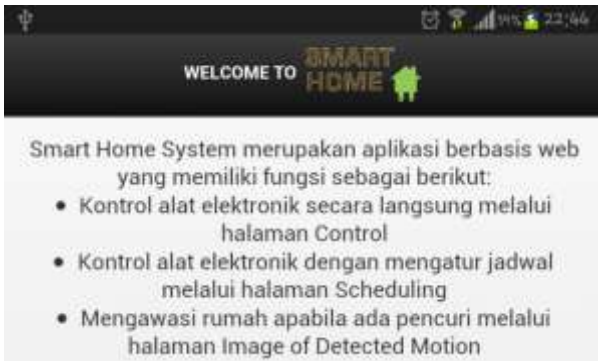 22:44
WELCOME TO SMART
HOME
Smart Home System merupakan aplikasi berbasis web
yang memiliki fungsi sebagai berikut:
• Kontrol alat elektronik secara langsung melalui
halaman Control
• Kontrol alat elektronik dengan mengatur jadwal
melalui halaman Scheduling
• Mengawasi rumah apabila ada pencuri melalui
halaman Image of Detected Motion